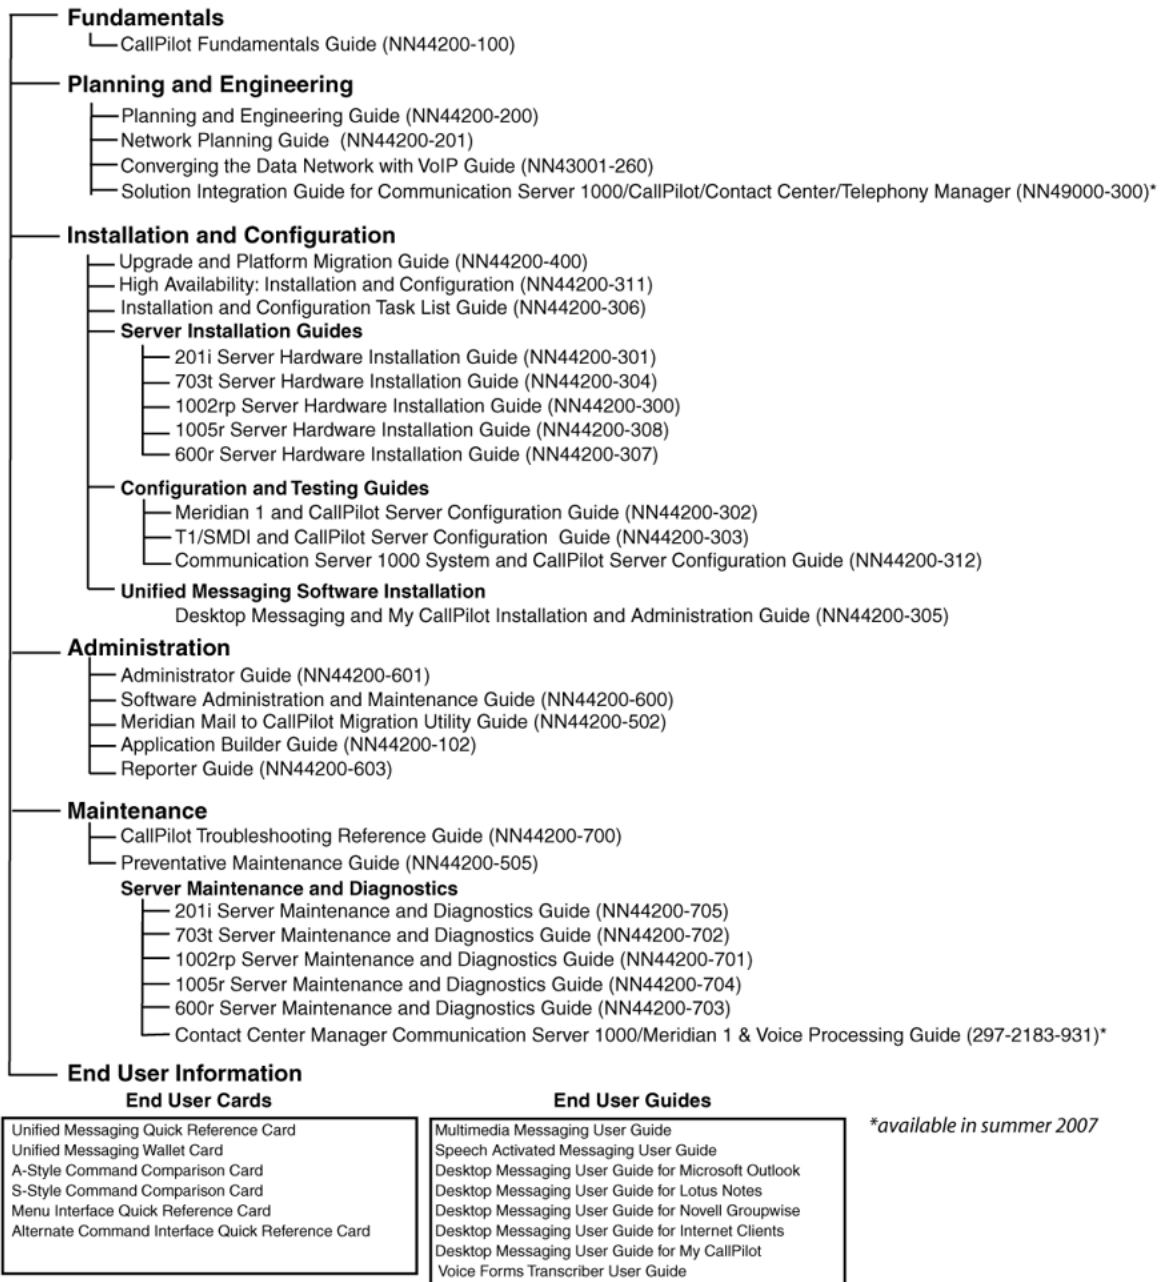 Fundamentals
CallPilot Fundamentals Guide (NN44200-100)
Planning and Engineering
Planning and Engineering Guide (NN44200-200)
Network Planning Guide (NN44200-201)
Converging the Data Network with VoIP Guide (NN43001-260)
Solution Integration Guide for Communication Server 1000/CallPilot/Contact Center/Telephony Manager (NN49000-300)*
Installation and Configuration
Upgrade and Platform Migration Guide (NN44200-400)
High Availability: Installation and Configuration (NN44200-311)
Installation and Configuration Task List Guide (NN44200-306)
Server Installation Guides
201i Server Hardware Installation Guide (NN44200-301)
703t Server Hardware Installation Guide (NN44200-304)
1002rp Server Hardware Installation Guide (NN44200-300)
1005r Server Hardware Installation Guide (NN44200-308)
600r Server Hardware Installation Guide (NN44200-307)
Configuration and Testing Guides
Meridian 1 and CallPilot Server Configuration Guide (NN44200-302)
T1/SMDI and CallPilot Server Configuration Guide (NN44200-303)
Communication Server 1000 System and CallPilot Server Configuration Guide (NN44200-312)
Unified Messaging Software Installation
Desktop Messaging and My CallPilot Installation and Administration Guide (NN44200-305)
Administration
Administrator Guide (NN44200-601)
Software Administration and Maintenance Guide (NN44200-600)
Meridian Mail to CallPilot Migration Utility Guide (NN44200-502)
Application Builder Guide (NN44200-102)
Reporter Guide (NN44200-603)
Maintenance
CallPilot Troubleshooting Reference Guide (NN44200-700)
Preventative Maintenance Guide (NN44200-505)
Server Maintenance and Diagnostics
201i Server Maintenance and Diagnostics Guide (NN44200-705)
703t Server Maintenance and Diagnostics Guide (NN44200-702)
1002rp Server Maintenance and Diagnostics Guide (NN44200-701)
1005r Server Maintenance and Diagnostics Guide (NN44200-704)
600r Server Maintenance and Diagnostics Guide (NN44200-703)
Contact Center Manager Communication Server 1000/Meridian 1 & Voice Processing Guide (297-2183-931)*
End User Information
End User Cards
Unified Messaging Quick Reference Card
Unified Messaging Wallet Card
A-Style Command Comparison Card
S-Style Command Comparison Card
Menu Interface Quick Reference Card
Alternate Command Interface Quick Reference Card
End User Guides
Multimedia Messaging User Guide
Speech Activated Messaging User Guide
Desktop Messaging User Guide for Microsoft Outlook
Desktop Messaging User Guide for Lotus Notes
Desktop Messaging User Guide for Novell Groupwise
Desktop Messaging User Guide for Internet Clients
Desktop Messaging User Guide for My CallPilot
Voice Forms Transcriber User Guide
*available in summer 2007